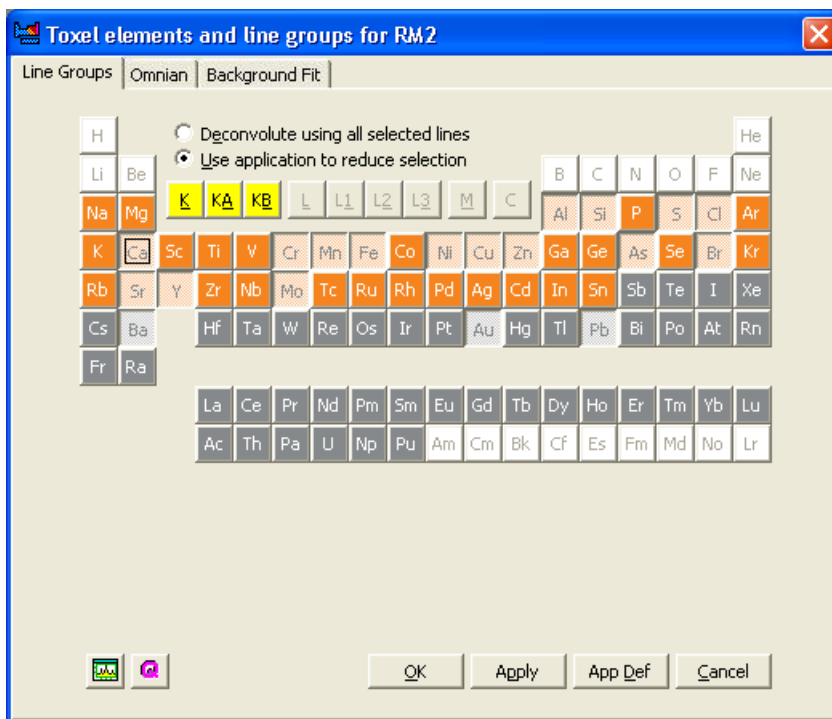 Toxel elements and line groups for RM2
Line Groups Omnian Background Fit
H Deconvolute using all selected lines He
Li Be Use application to reduce selection B C N O F Ne
Na Mg K KA KB L L1 L2 L3 M C Al Si P S Cl Ar
K Ca Sc Ti V Cr Mn Fe Co Ni Cu Zn Ga Ge As Se Br Kr
Rb Sr Y Zr Nb Mo Tc Ru Rh Pd Ag Cd In Sn Sb Te I Xe
Cs Ba Hf Ta W Re Os Ir Pt Au Hg Tl Pb Bi Po At Rn
Fr Ra
La Ce Pr Nd Pm Sm Eu Gd Tb Dy Ho Er Tm Yb Lu
Ac Th Pa U Np Pu Am Cm Bk Cf Es Fm Md No Lr
OK Apply App Def Cancel